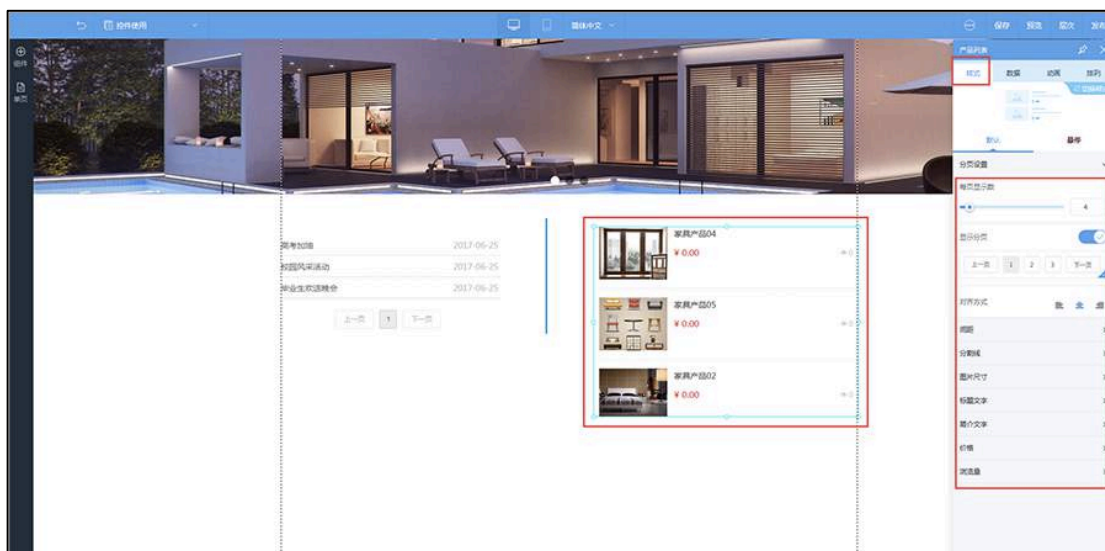 控件使用
简体中文
保存 预览 层次 发布
组件
单页
产品列表
样式 数据 动画 排列
默认 悬停
分页设置
每页显示数
4
显示分页
上一页 1 2 3 下一页
对齐方式
间距
分割线
图片尺寸
标题文字
简介文字
价格
浏览量
高考加油 2017-06-25
校园风采活动 2017-06-25
毕业生欢送晚会 2017-06-25
上一页 1 下一页
家具产品04
¥ 0.00
0
家具产品05
¥ 0.00
0
家具产品02
¥ 0.00
0